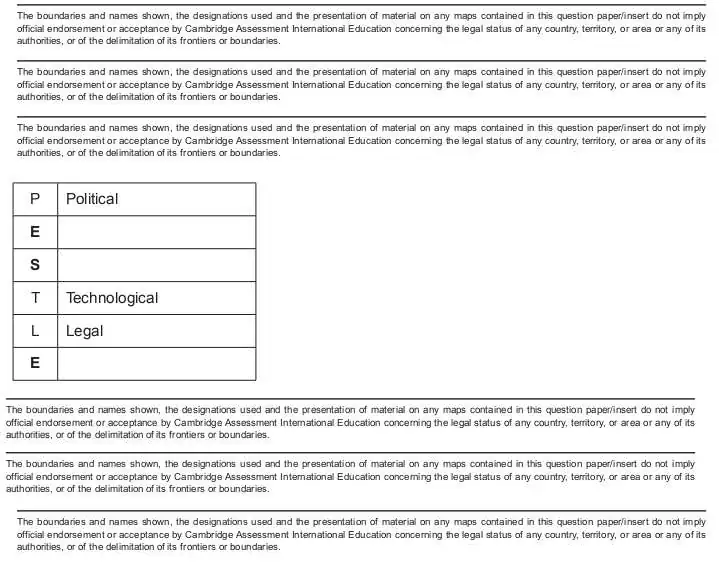 The boundaries and names shown, the designations used and the presentation of material on any maps contained in this question paper/insert do not imply
official endorsement or acceptance by Cambridge Assessment International Education concerning the legal status of any country, territory, or area or any of its
authorities, or of the delimitation of its frontiers or boundaries.
The boundaries and names shown, the designations used and the presentation of material on any maps contained in this question paper/insert do not imply
official endorsement or acceptance by Cambridge Assessment International Education concerning the legal status of any country, territory, or area or any of its
authorities, or of the delimitation of its frontiers or boundaries.
The boundaries and names shown, the designations used and the presentation of material on any maps contained in this question paper/insert do not imply
official endorsement or acceptance by Cambridge Assessment International Education concerning the legal status of any country, territory, or area or any of its
authorities, or of the delimitation of its frontiers or boundaries.
P Political
E
S
T Technological
L Legal
E
The boundaries and names shown, the designations used and the presentation of material on any maps contained in this question paper/insert do not imply
official endorsement or acceptance by Cambridge Assessment International Education concerning the legal status of any country, territory, or area or any of its
authorities, or of the delimitation of its frontiers or boundaries.
The boundaries and names shown, the designations used and the presentation of material on any maps contained in this question paper/insert do not imply
official endorsement or acceptance by Cambridge Assessment International Education concerning the legal status of any country, territory, or area or any of its
authorities, or of the delimitation of its frontiers or boundaries.
The boundaries and names shown, the designations used and the presentation of material on any maps contained in this question paper/insert do not imply
official endorsement or acceptance by Cambridge Assessment International Education concerning the legal status of any country, territory, or area or any of its
authorities, or of the delimitation of its frontiers or boundaries.